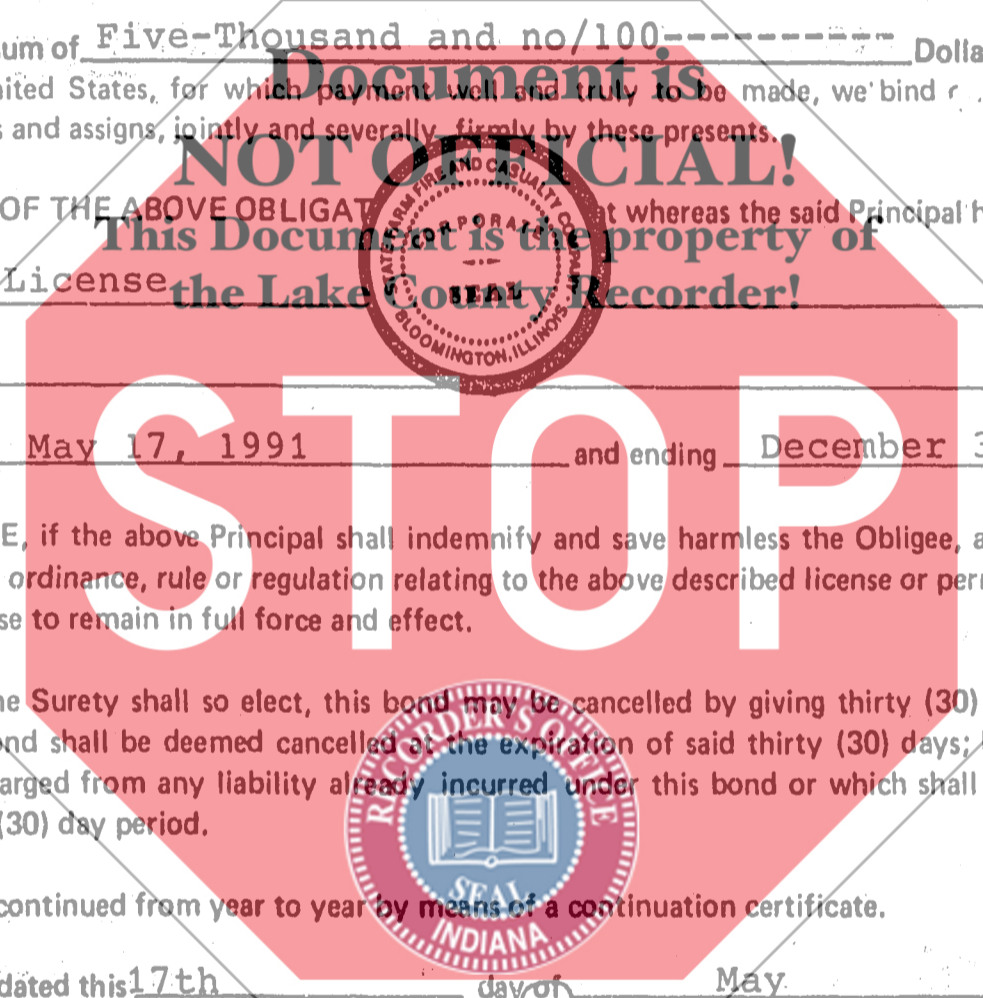 um of Five-Thousand and no/100----------- Dolla
Document is
ited States, for which payment well and truly to be made, we bind
and assigns, jointly and severally, firmly by these presents.
NOT OFFICIAL!
OF THE ABOVE OBLIGAT at whereas the said Principal h
This Document is the property of
License
the Lake County Recorder!
STATE FARM FIRE AND CASUALTY COMPANY
CORPORATE
SEAL
BLOOMINGTON, ILLINOIS
STOP
May 17, 1991 and ending December 3
E, if the above Principal shall indemnify and save harmless the Obligee, a
ordinance, rule or regulation relating to the above described license or per
se to remain in full force and effect.
he Surety shall so elect, this bond may be cancelled by giving thirty (30)
nd shall be deemed cancelled at the expiration of said thirty (30) days;
arged from any liability already incurred under this bond or which shall
(30) day period.
RECORDER'S OFFICE
SEAL
INDIANA
continued from year to year by means of a continuation certificate.
dated this 17th day of May